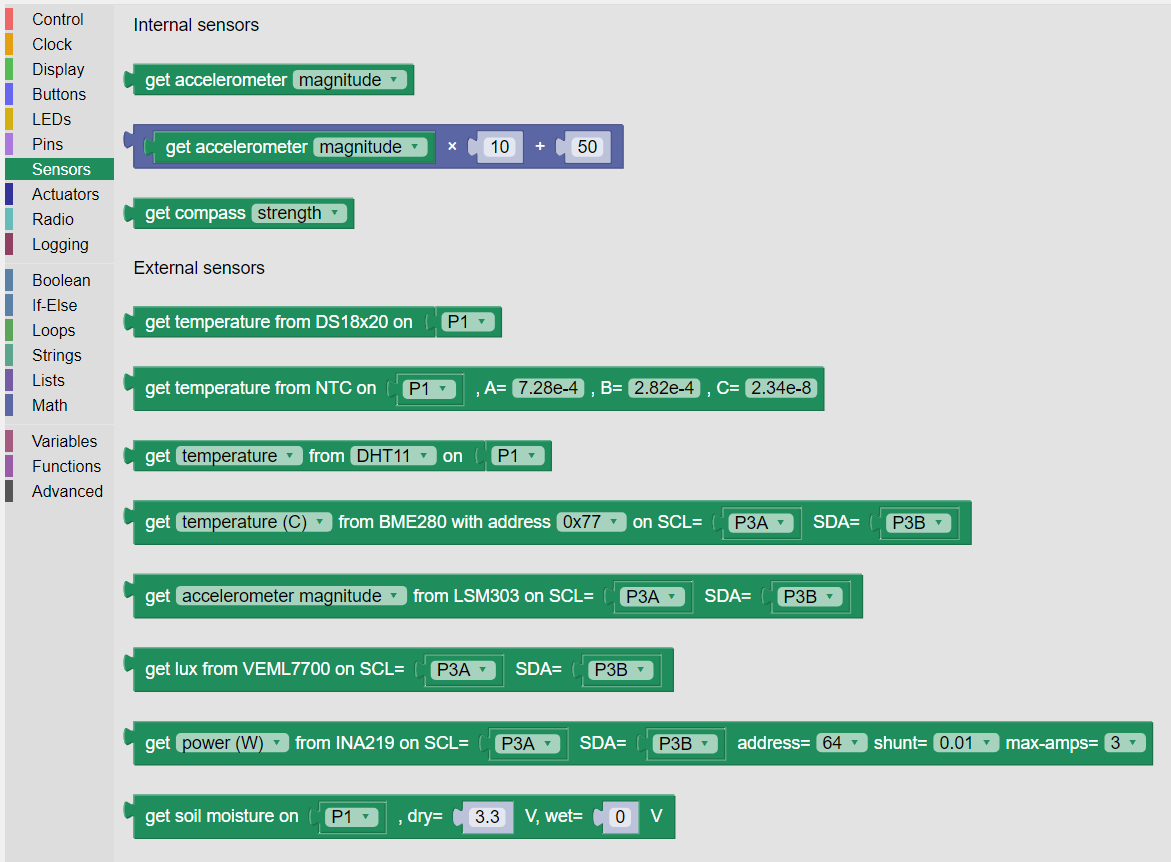 Control
Clock
Display
Buttons
LEDs
Pins
Sensors
Actuators
Radio
Logging
Boolean
If-Else
Loops
Strings
Lists
Math
Variables
Functions
Advanced
Internal sensors
get accelerometer magnitude
get accelerometer magnitude × 10 + 50
get compass strength
External sensors
get temperature from DS18x20 on P1
get temperature from NTC on P1 , A= 7.28e-4 , B= 2.82e-4 , C= 2.34e-8
get temperature from DHT11 on P1
get temperature (C) from BME280 with address 0x77 on SCL= P3A SDA= P3B
get accelerometer magnitude from LSM303 on SCL= P3A SDA= P3B
get lux from VEML7700 on SCL= P3A SDA= P3B
get power (W) from INA219 on SCL= P3A SDA= P3B address= 64 shunt= 0.01 max-amps= 3
get soil moisture on P1 , dry= 3.3 V, wet= 0 V